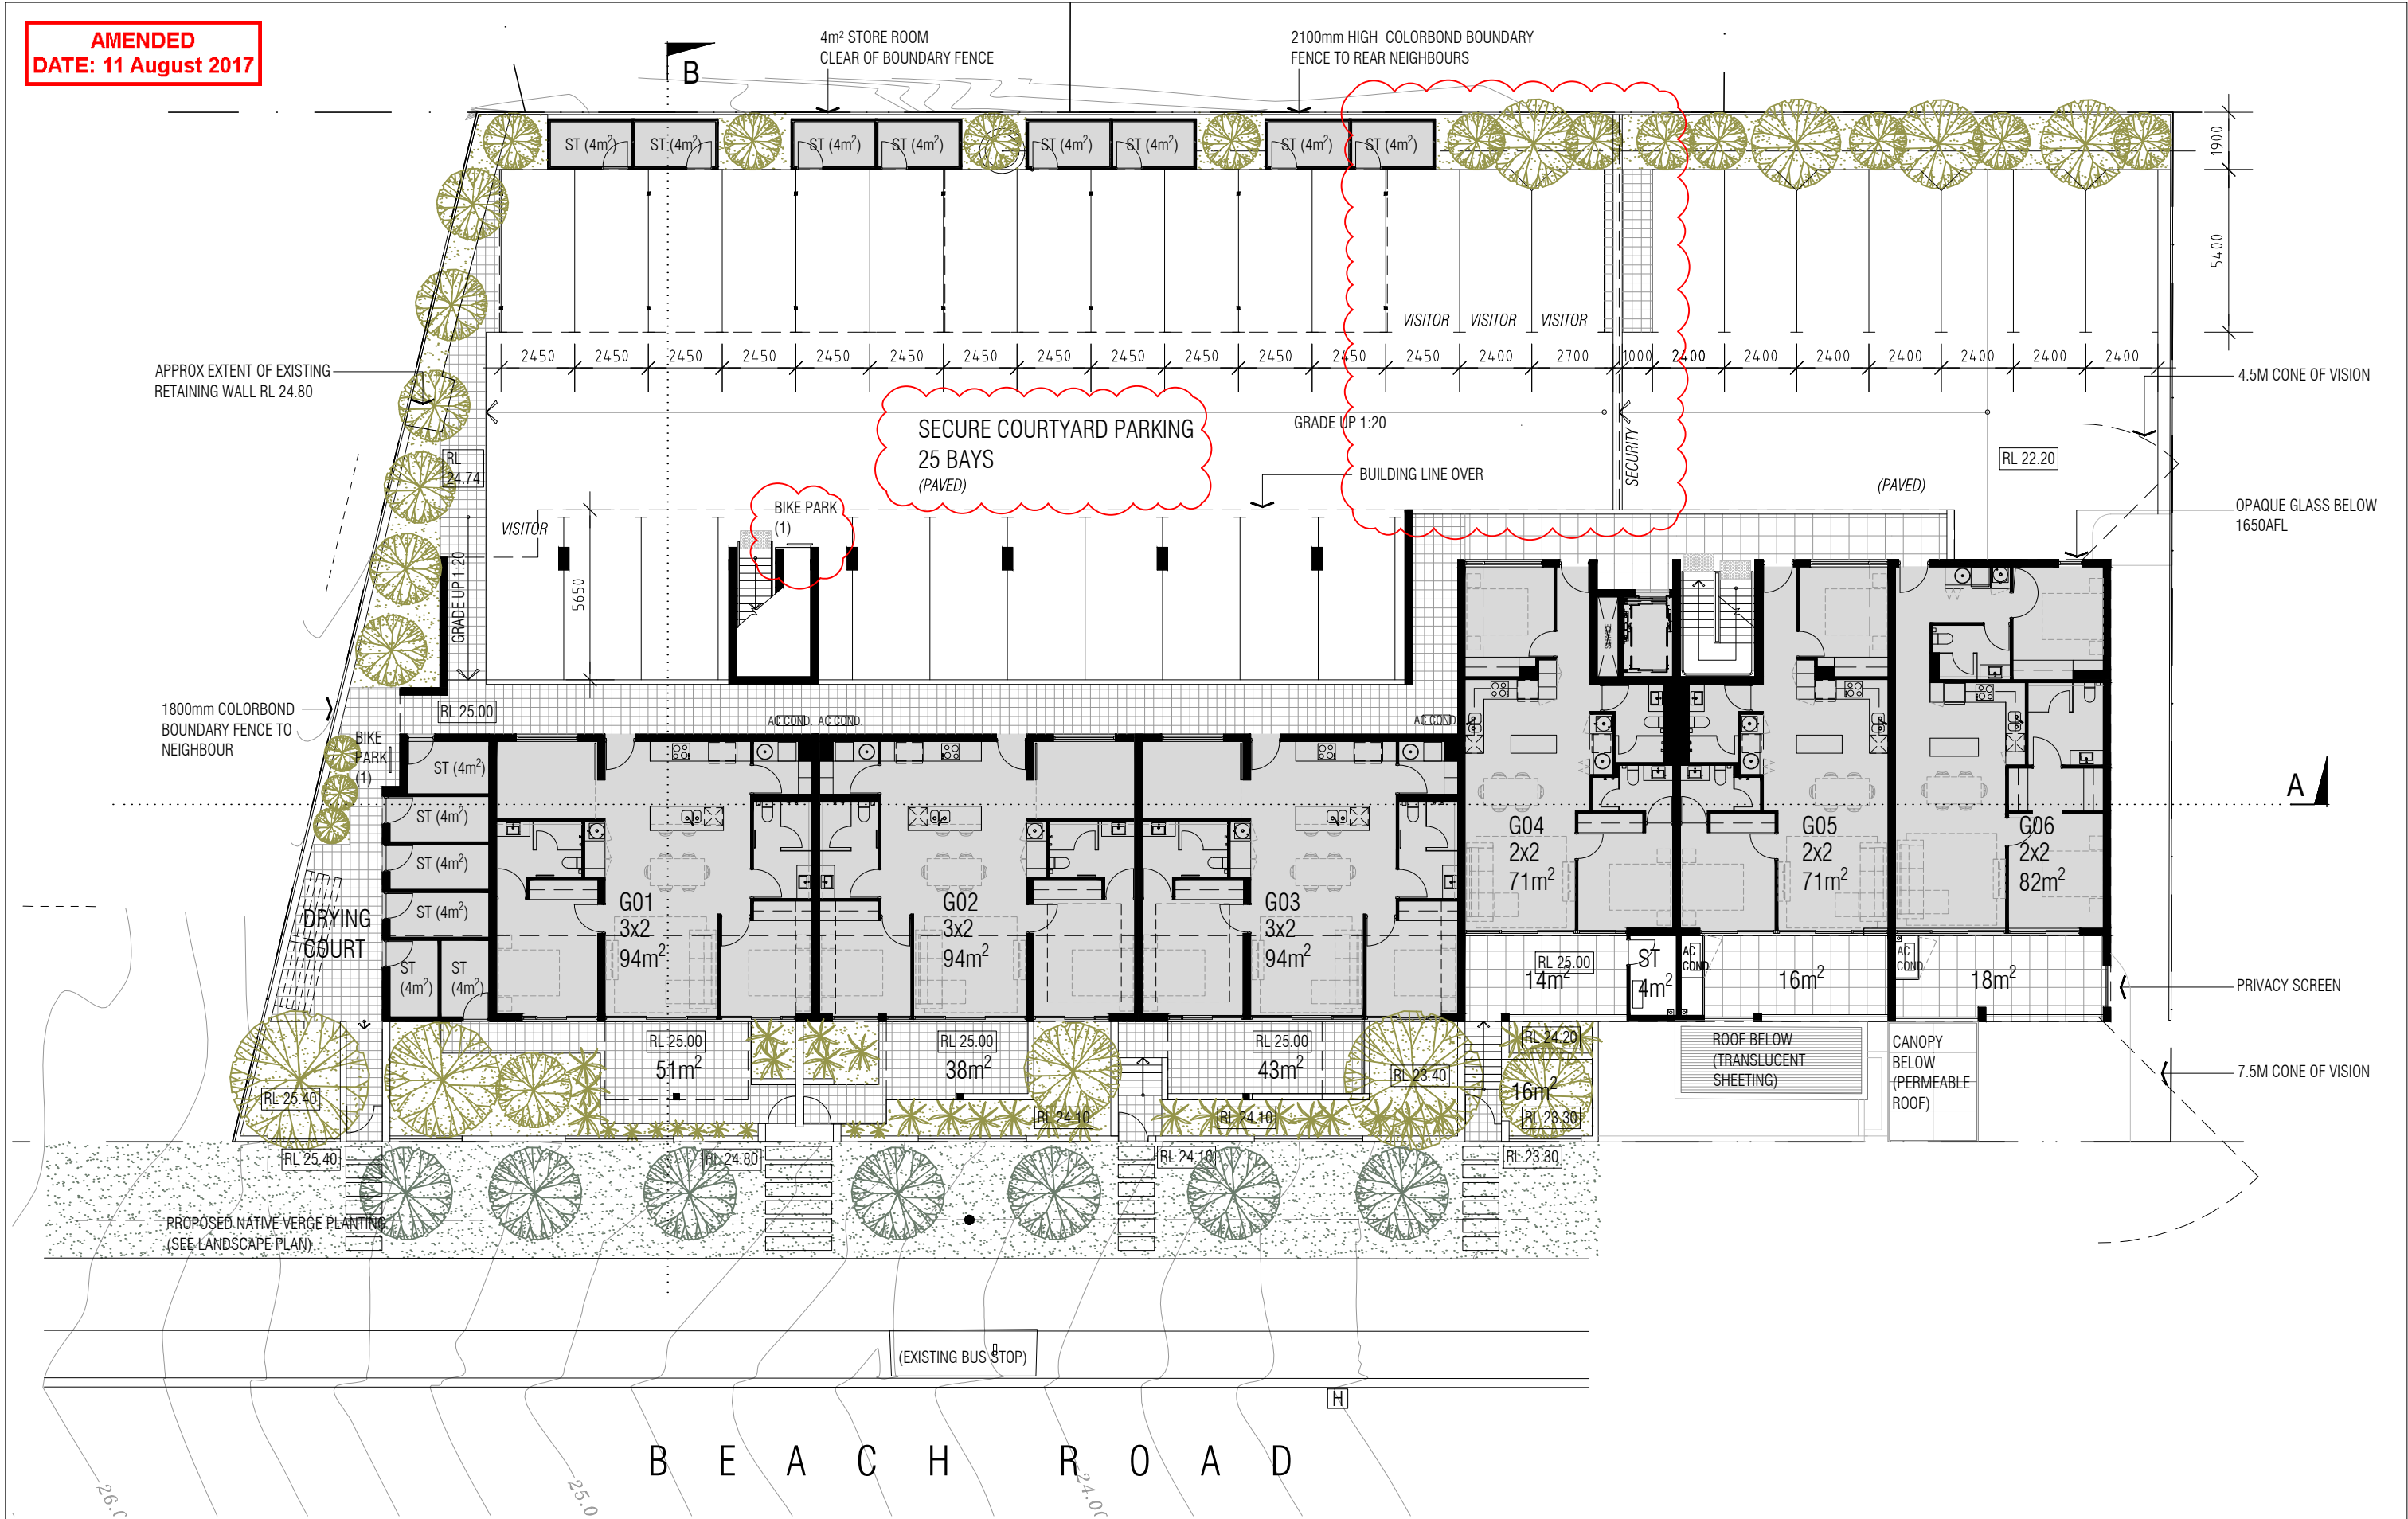 AMENDED
DATE: 11 August 2017
B
4m² STORE ROOM
CLEAR OF BOUNDARY FENCE
2100mm HIGH COLORBOND BOUNDARY
FENCE TO REAR NEIGHBOURS
ST (4m²)
ST (4m²)
ST (4m²)
ST (4m²)
ST (4m²)
ST (4m²)
ST (4m²)
ST (4m²)
1900
5400
VISITOR
VISITOR
VISITOR
2450
2450
2450
2450
2450
2450
2450
2450
2450
2450
2450
2450
2450
2400
2700
1000
2400
2400
2400
2400
2400
2400
2400
APPROX EXTENT OF EXISTING
RETAINING WALL RL 24.80
4.5M CONE OF VISION
SECURE COURTYARD PARKING
25 BAYS
(PAVED)
GRADE UP 1:20
SECURITY
RL
24.74
BUILDING LINE OVER
RL 22.20
(PAVED)
OPAQUE GLASS BELOW
1650AFL
VISITOR
BIKE PARK
(1)
GRADE UP 1:20
5650
SERVICE
1800mm COLORBOND
BOUNDARY FENCE TO
NEIGHBOUR
RL 25.00
AC COND.
AC COND.
AC COND.
BIKE
PARK
(1)
ST (4m²)
ST (4m²)
ST (4m²)
ST (4m²)
ST
(4m²)
ST
(4m²)
DRYING
COURT
A
G01
3x2
94m²
G02
3x2
94m²
G03
3x2
94m²
G04
2x2
71m²
G05
2x2
71m²
G06
2x2
82m²
RL 25.00
14m²
ST
4m²
AC
COND.
16m²
AC
COND.
18m²
PRIVACY SCREEN
RL 25.00
51m²
RL 25.00
38m²
RL 25.00
43m²
RL 23.40
RL 24.20
16m²
RL 23.30
ROOF BELOW
(TRANSLUCENT
SHEETING)
CANOPY
BELOW
(PERMEABLE
ROOF)
7.5M CONE OF VISION
RL 25.40
RL 24.10
RL 24.10
RL 25.40
RL 24.80
RL 24.10
RL 23.30
PROPOSED NATIVE VERGE PLANTING
(SEE LANDSCAPE PLAN)
(EXISTING BUS STOP)
H
BEACH ROAD
26.0
25.0
24.00